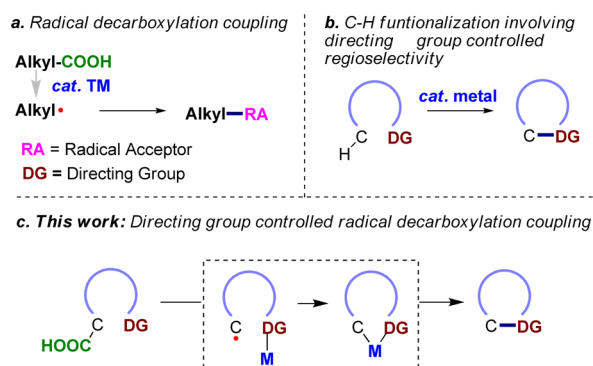 a. Radical decarboxylation coupling
Alkyl-COOH
cat. TM
Alkyl•
Alkyl—RA
RA = Radical Acceptor
DG = Directing Group
b. C-H funtionalization involving
directing group controlled
regioselectivity
cat. metal
C DG
H
C—DG
c. This work: Directing group controlled radical decarboxylation coupling
C DG
HOOC
C DG
M
C DG
M
C—DG